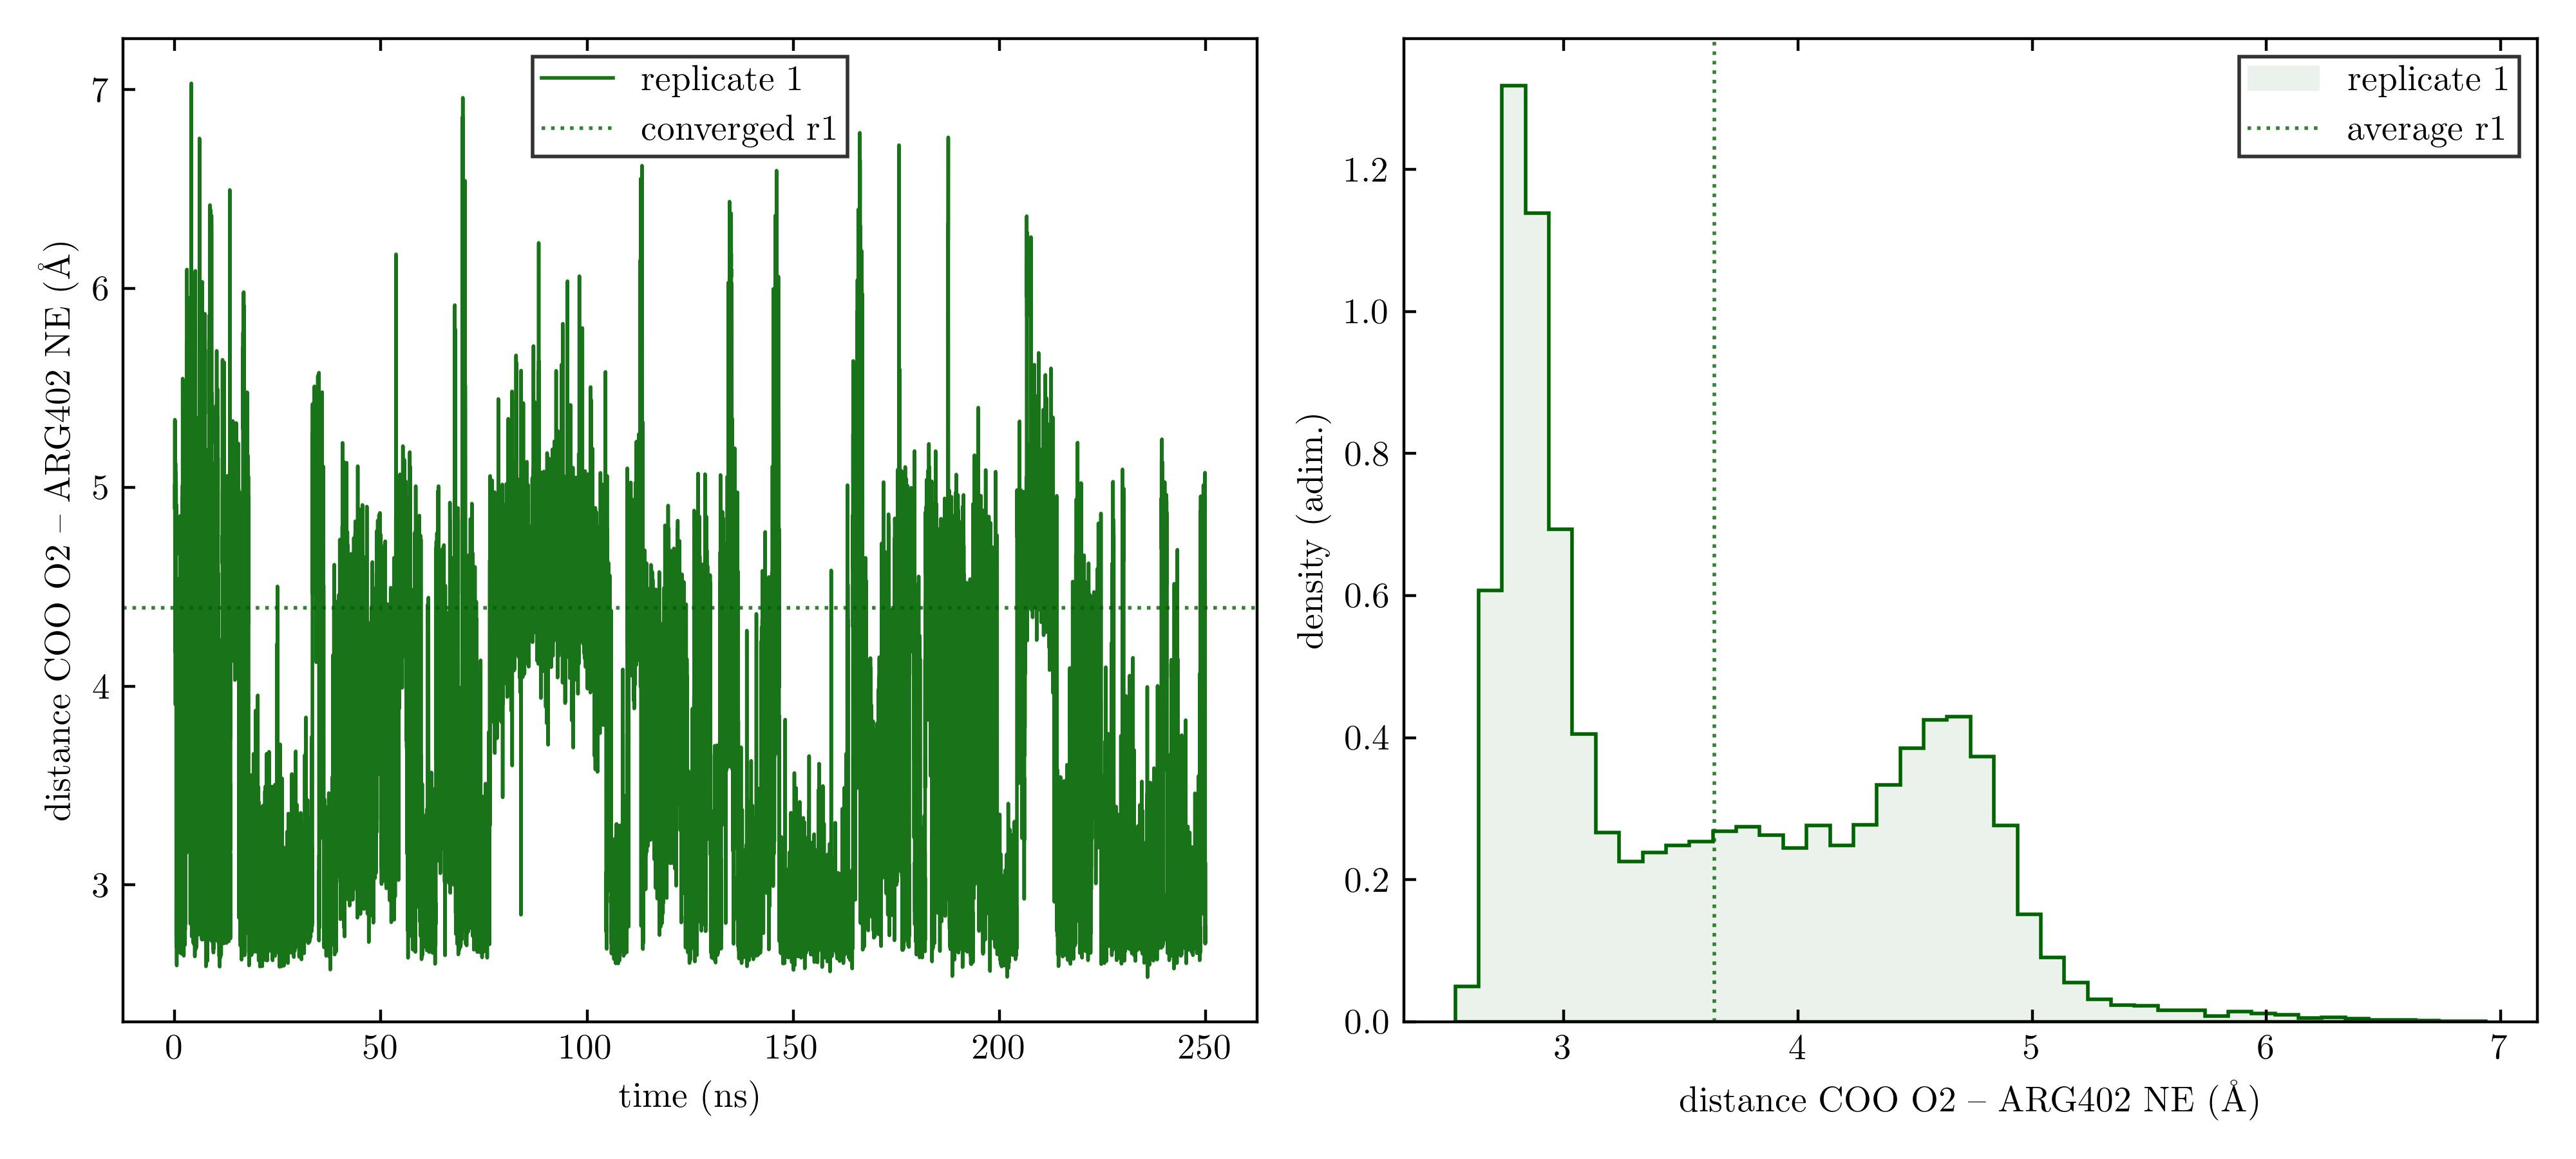 replicate 1
converged r1
7
6
5
4
3
distance COO O2 – ARG402 NE (Å)
0
50
100
150
200
250
time (ns)
replicate 1
average r1
1.2
1.0
0.8
0.6
0.4
0.2
0.0
density (adim.)
3
4
5
6
7
distance COO O2 – ARG402 NE (Å)